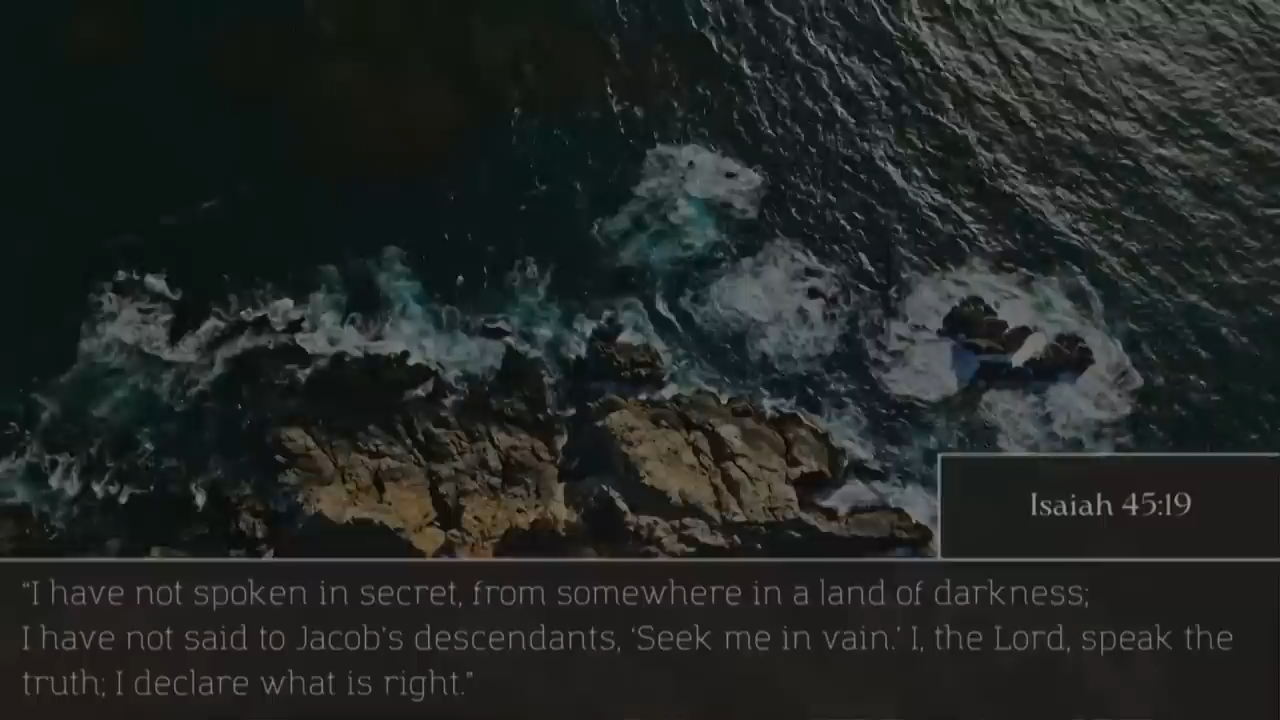 Isaiah 45:19
“I have not spoken in secret, from somewhere in a land of darkness;
I have not said to Jacob’s descendants, ‘Seek me in vain.’ I, the Lord, speak the
truth; I declare what is right.”